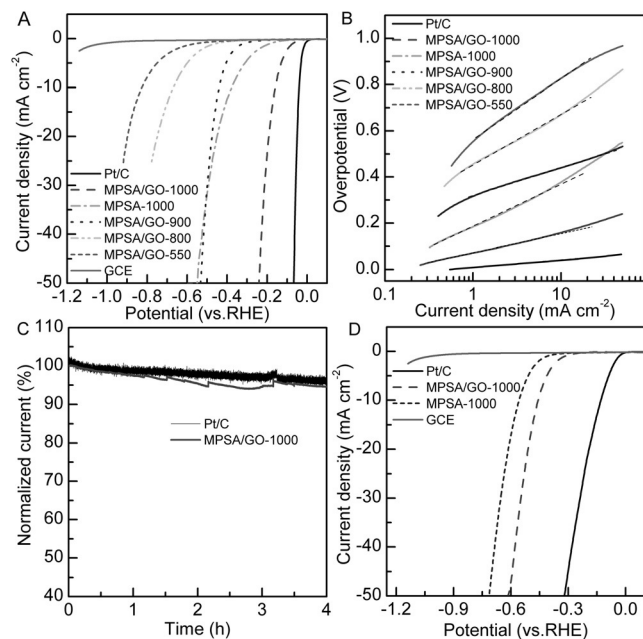 A
Current density (mA cm⁻²)
0
-10
-20
-30
-40
-50
Pt/C
MPSA/GO-1000
MPSA-1000
MPSA/GO-900
MPSA/GO-800
MPSA/GO-550
GCE
-1.2 -1.0 -0.8 -0.6 -0.4 -0.2 0.0
Potential (vs.RHE)
B
Overpotential (V)
1.0
0.8
0.6
0.4
0.2
0.0
Pt/C
MPSA/GO-1000
MPSA-1000
MPSA/GO-900
MPSA/GO-800
MPSA/GO-550
0.1 1 10
Current density (mA cm⁻²)
C
Normalized current (%)
110
100
90
80
70
60
50
40
Pt/C
MPSA/GO-1000
0 1 2 3 4
Time (h)
D
Current density (mA cm⁻²)
0
-10
-20
-30
-40
-50
Pt/C
MPSA/GO-1000
MPSA-1000
GCE
-1.2 -0.9 -0.6 -0.3 0.0
Potential (vs.RHE)